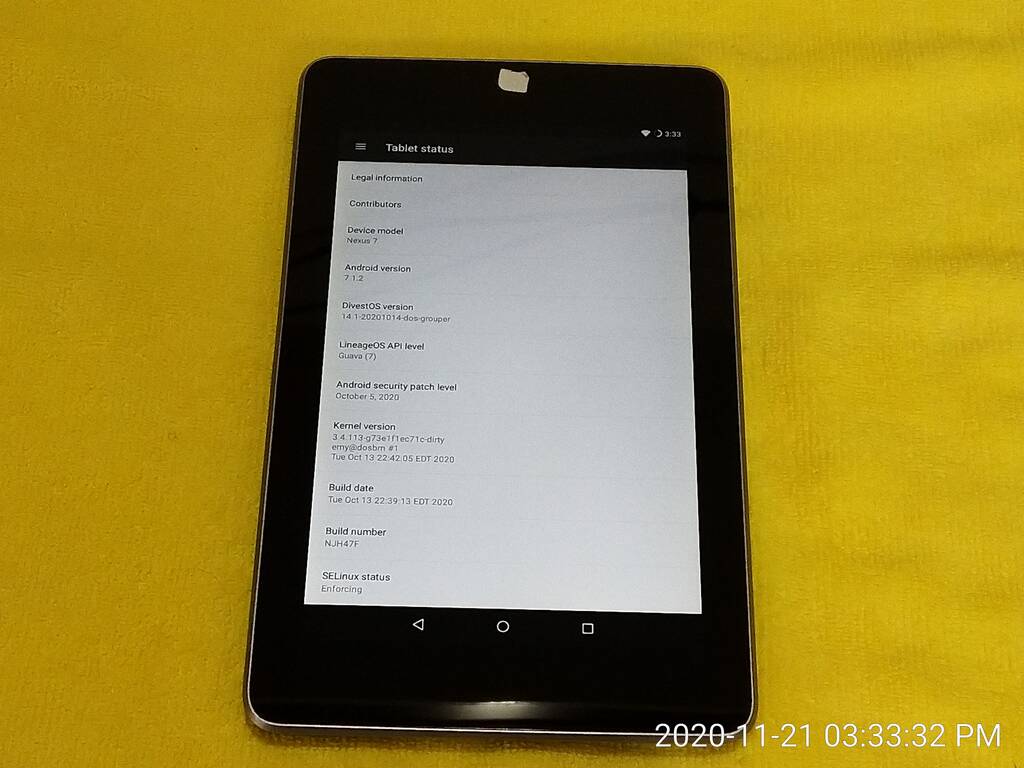 3:33
Tablet status
Legal information
Contributors
Device model
Nexus 7
Android version
7.1.2
DivestOS version
14.1-20201014-dos-grouper
LineageOS API level
Guava (7)
Android security patch level
October 5, 2020
Kernel version
3.4.113-g73e1f1ec71c-dirty
emy@dosbm #1
Tue Oct 13 22:42:05 EDT 2020
Build date
Tue Oct 13 22:39:13 EDT 2020
Build number
NJH47F
SELinux status
Enforcing
2020-11-21 03:33:32 PM